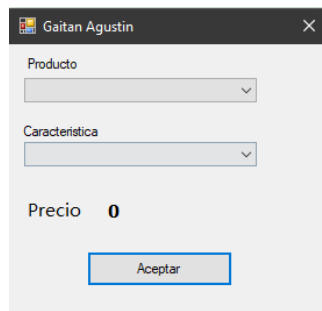 Gaitan Agustin
Producto
Caracteristica
Precio 0
Aceptar